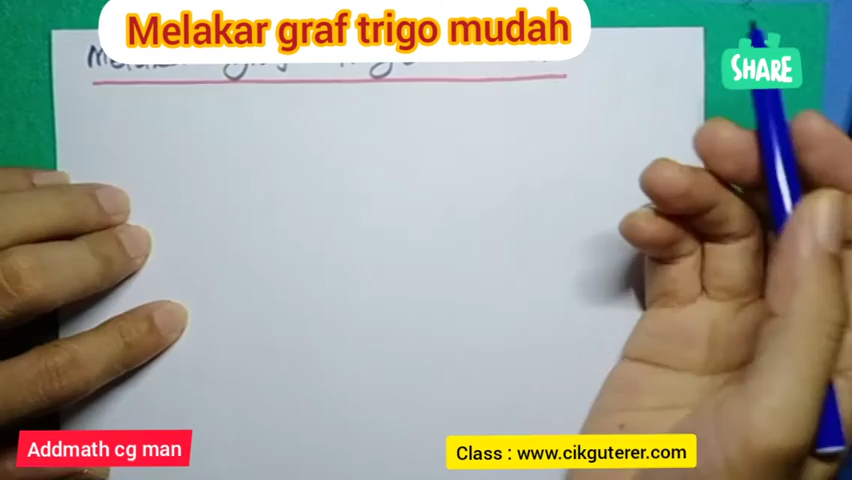 Melakar graf trigo mudah
SHARE
Addmath cg man
Class : www.cikguterer.com